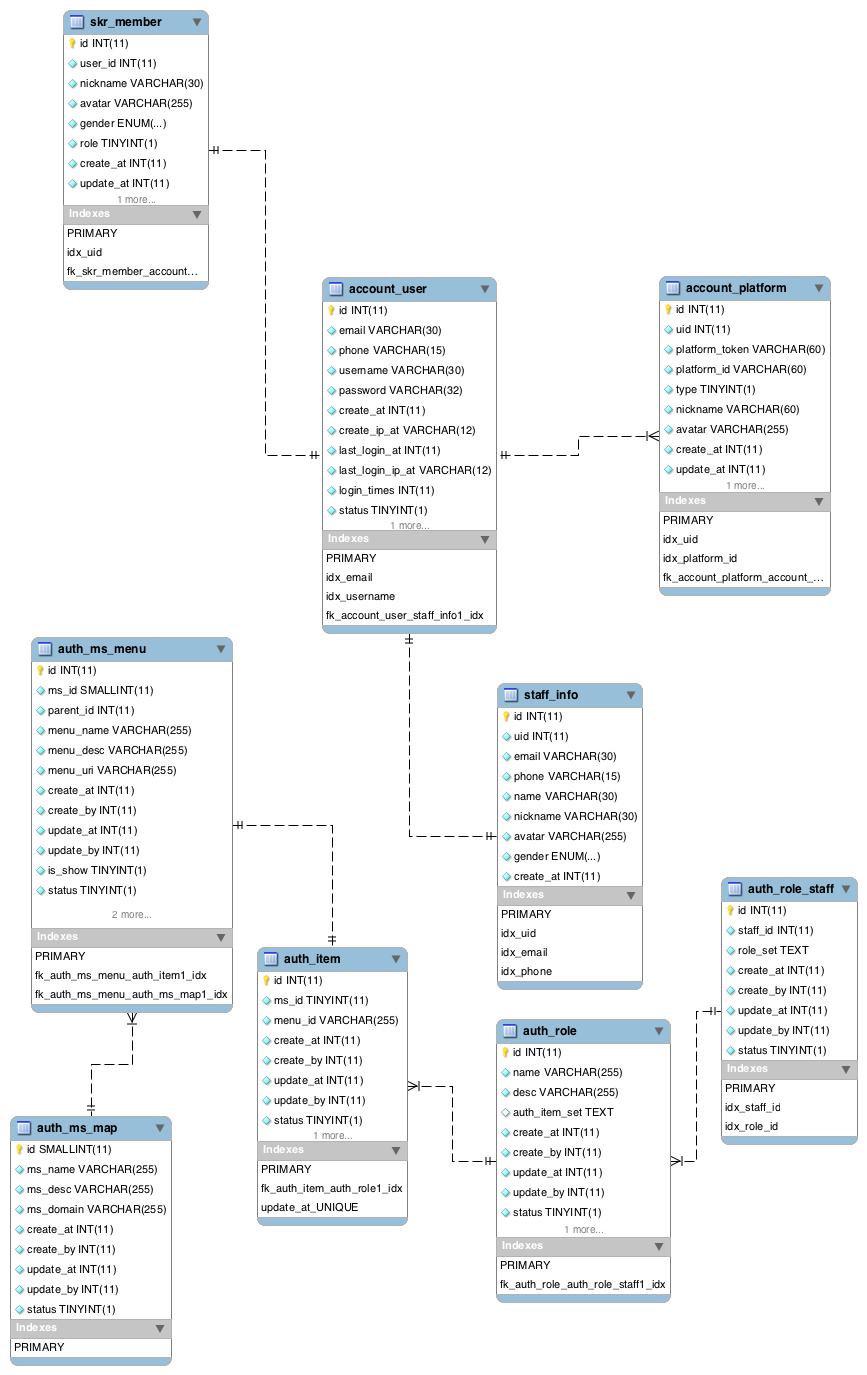 skr_member
id INT(11)
user_id INT(11)
nickname VARCHAR(30)
avatar VARCHAR(255)
gender ENUM(...)
role TINYINT(1)
create_at INT(11)
update_at INT(11)
1 more...
Indexes
PRIMARY
idx_uid
fk_skr_member_account...
account_user
id INT(11)
email VARCHAR(30)
phone VARCHAR(15)
username VARCHAR(30)
password VARCHAR(32)
create_at INT(11)
create_ip_at VARCHAR(12)
last_login_at INT(11)
last_login_ip_at VARCHAR(12)
login_times INT(11)
status TINYINT(1)
1 more...
Indexes
PRIMARY
idx_email
idx_username
fk_account_user_staff_info1_idx
account_platform
id INT(11)
uid INT(11)
platform_token VARCHAR(60)
platform_id VARCHAR(60)
type TINYINT(1)
nickname VARCHAR(60)
avatar VARCHAR(255)
create_at INT(11)
update_at INT(11)
1 more...
Indexes
PRIMARY
idx_uid
idx_platform_id
fk_account_platform_account_...
auth_ms_menu
id INT(11)
ms_id SMALLINT(11)
parent_id INT(11)
menu_name VARCHAR(255)
menu_desc VARCHAR(255)
menu_uri VARCHAR(255)
create_at INT(11)
create_by INT(11)
update_at INT(11)
update_by INT(11)
is_show TINYINT(1)
status TINYINT(1)
2 more...
Indexes
PRIMARY
fk_auth_ms_menu_auth_item1_idx
fk_auth_ms_menu_auth_ms_map1_idx
staff_info
id INT(11)
uid INT(11)
email VARCHAR(30)
phone VARCHAR(15)
name VARCHAR(30)
nickname VARCHAR(30)
avatar VARCHAR(255)
gender ENUM(...)
create_at INT(11)
Indexes
PRIMARY
idx_uid
idx_email
idx_phone
auth_role_staff
id INT(11)
staff_id INT(11)
role_set TEXT
create_at INT(11)
create_by INT(11)
update_at INT(11)
update_by INT(11)
status TINYINT(1)
Indexes
PRIMARY
idx_staff_id
idx_role_id
auth_item
id INT(11)
ms_id TINYINT(11)
menu_id VARCHAR(255)
create_at INT(11)
create_by INT(11)
update_at INT(11)
update_by INT(11)
status TINYINT(1)
1 more...
Indexes
PRIMARY
fk_auth_item_auth_role1_idx
update_at_UNIQUE
auth_role
id INT(11)
name VARCHAR(255)
desc VARCHAR(255)
auth_item_set TEXT
create_at INT(11)
create_by INT(11)
update_at INT(11)
update_by INT(11)
status TINYINT(1)
1 more...
Indexes
PRIMARY
fk_auth_role_auth_role_staff1_idx
auth_ms_map
id SMALLINT(11)
ms_name VARCHAR(255)
ms_desc VARCHAR(255)
ms_domain VARCHAR(255)
create_at INT(11)
create_by INT(11)
update_at INT(11)
update_by INT(11)
status TINYINT(1)
Indexes
PRIMARY